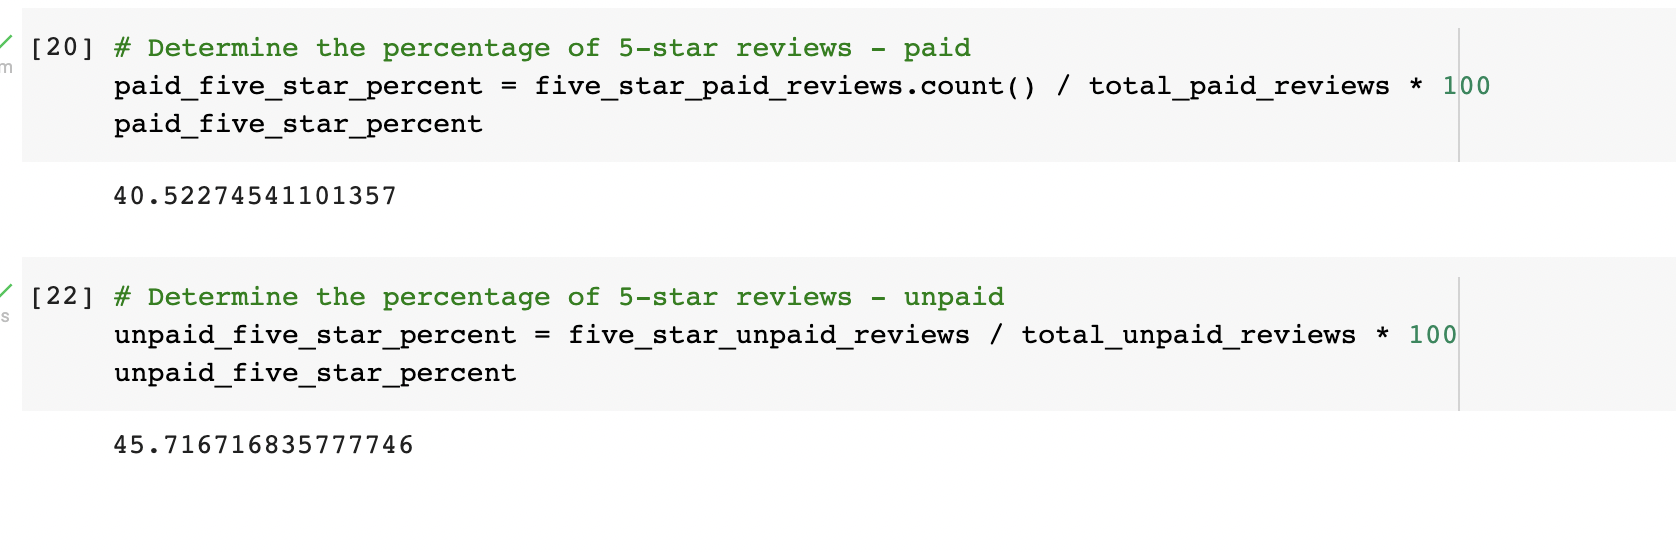 [20] # Determine the percentage of 5-star reviews - paid
m
paid_five_star_percent = five_star_paid_reviews.count() / total_paid_reviews * 100
paid_five_star_percent
40.52274541101357
[22] # Determine the percentage of 5-star reviews - unpaid
s
unpaid_five_star_percent = five_star_unpaid_reviews / total_unpaid_reviews * 100
unpaid_five_star_percent
45.716716835777746